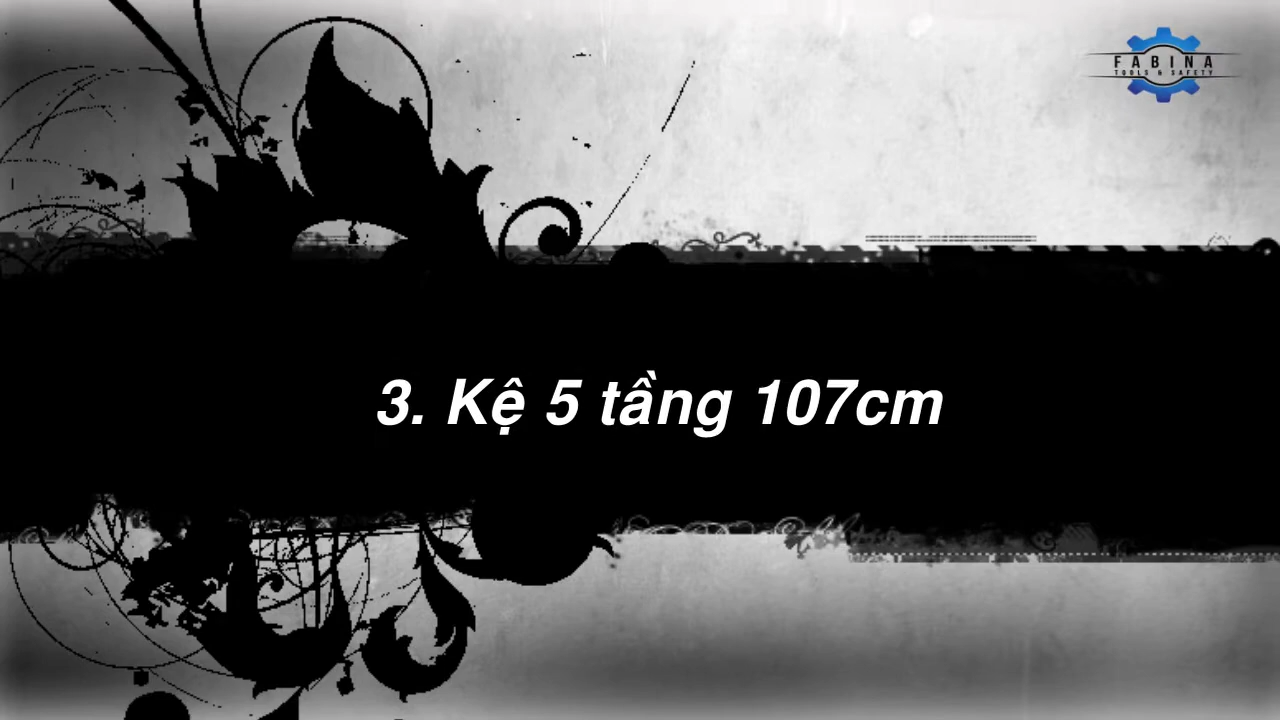 FABINA
TOOLS & SAFETY
3. Kệ 5 tầng 107cm